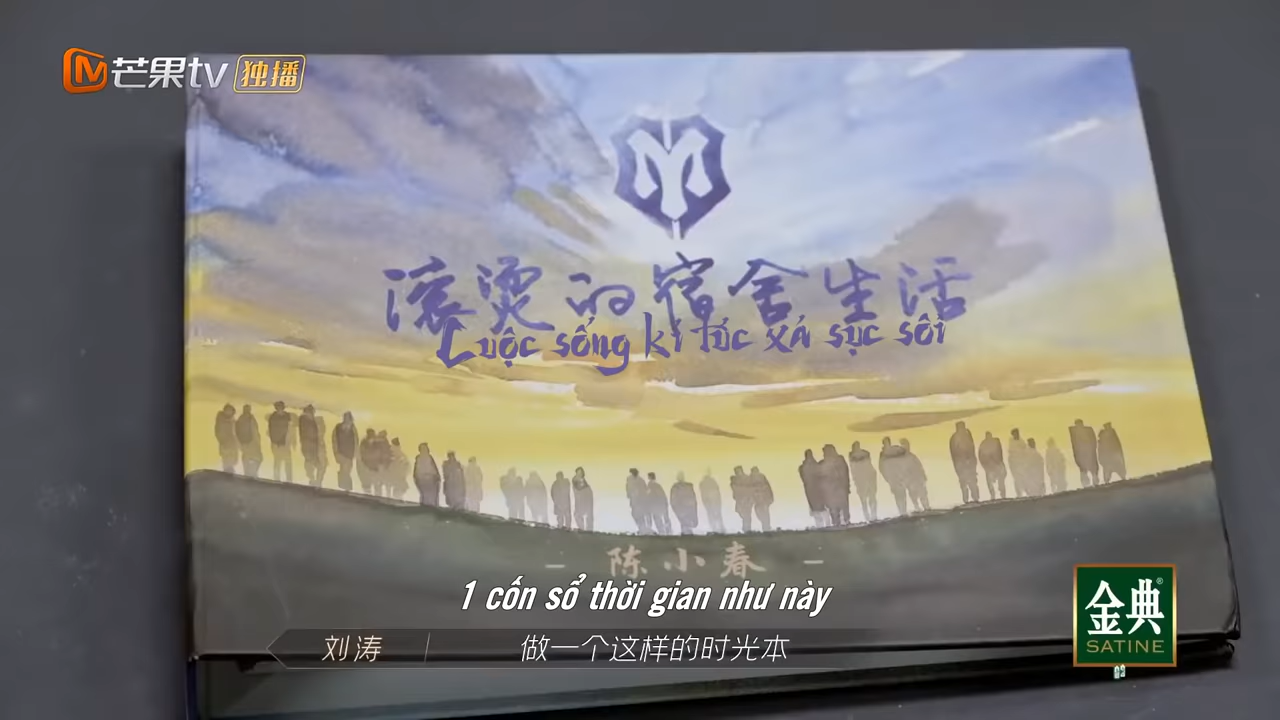 芒果tv 独播
滚烫的宿舍生活
Cuộc sống kí túc xá sục sôi
— 陈小春 —
1 cốn sổ thời gian như này
刘涛 做一个这样的时光本
金典®
SATINE